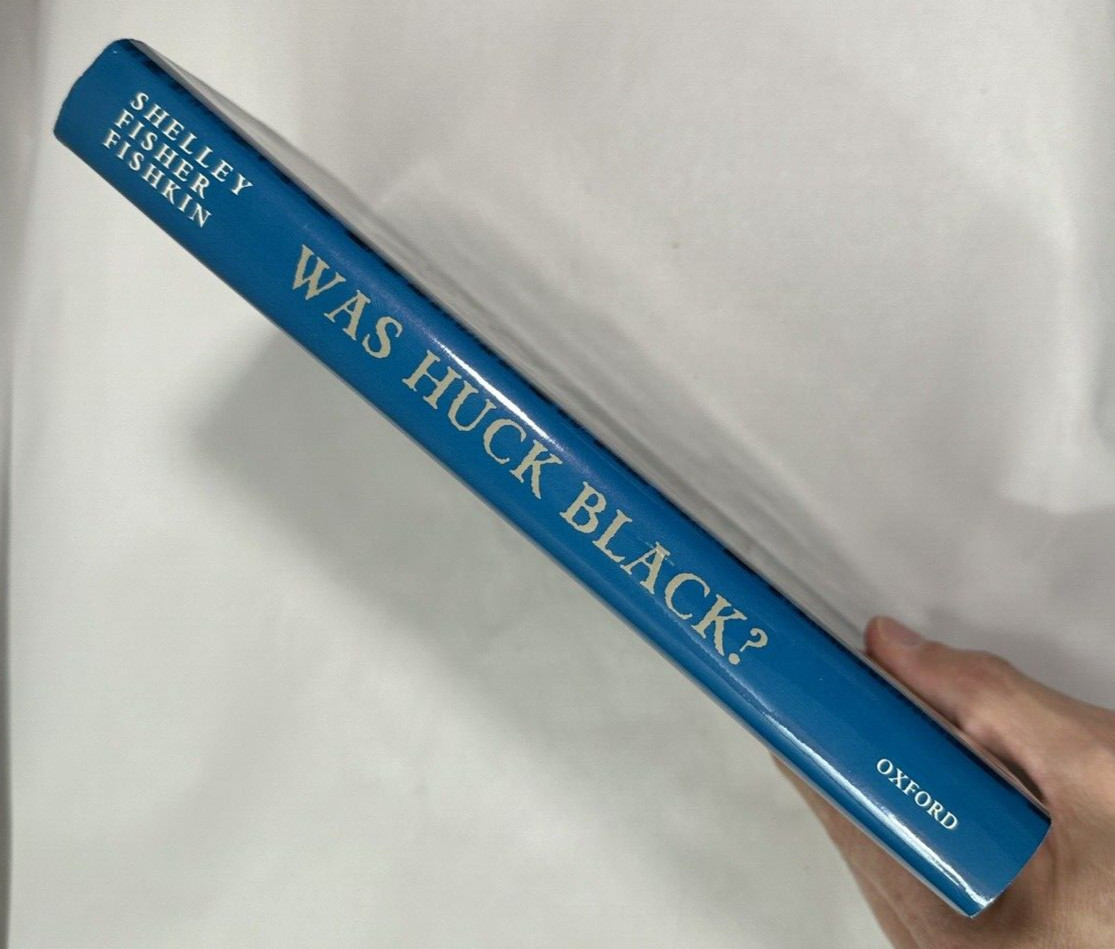 SHELLEY
FISHER
FISHKIN
WAS HUCK BLACK?
OXFORD